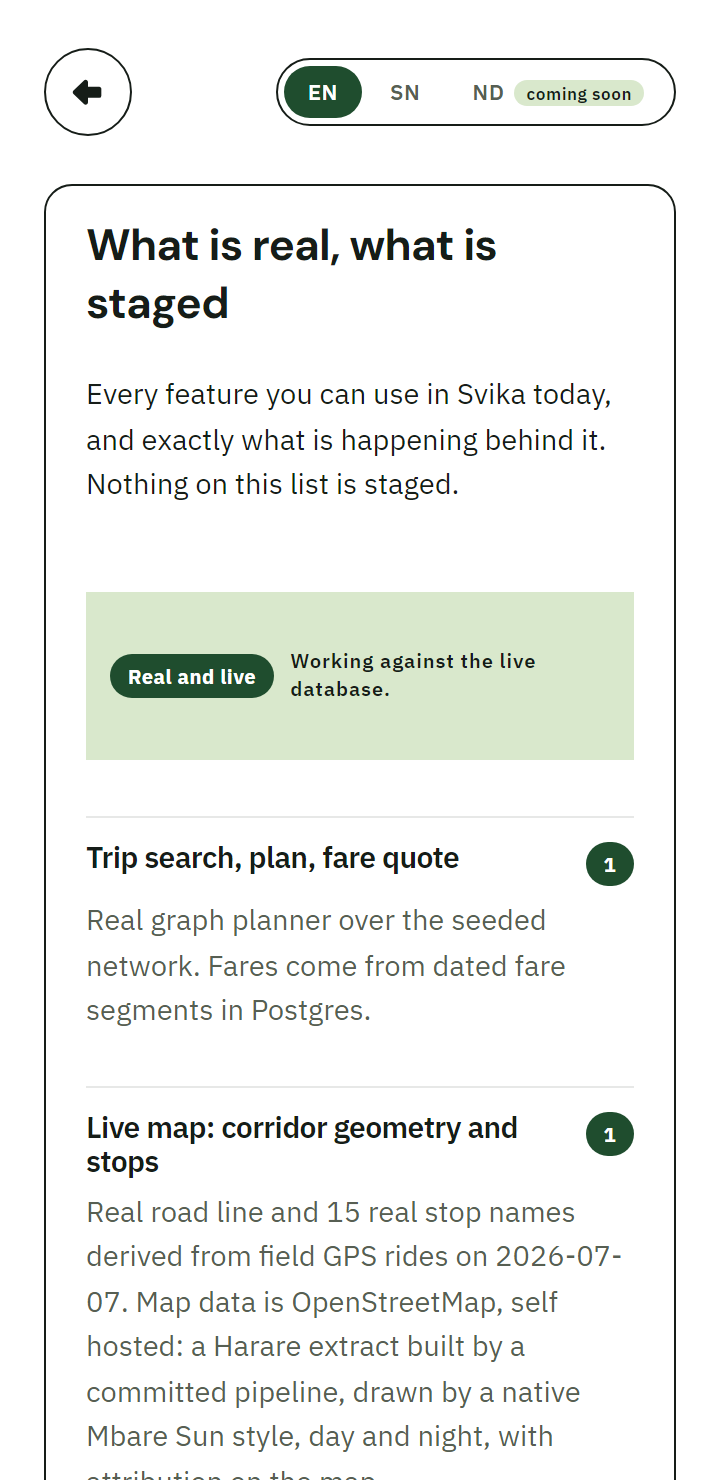 EN SN ND coming soon
What is real, what is
staged
Every feature you can use in Svika today,
and exactly what is happening behind it.
Nothing on this list is staged.
Real and live
Working against the live
database.
Trip search, plan, fare quote
1
Real graph planner over the seeded
network. Fares come from dated fare
segments in Postgres.
Live map: corridor geometry and
stops
1
Real road line and 15 real stop names
derived from field GPS rides on 2026-07-
07. Map data is OpenStreetMap, self
hosted: a Harare extract built by a
committed pipeline, drawn by a native
Mbare Sun style, day and night, with
attribution on the map.